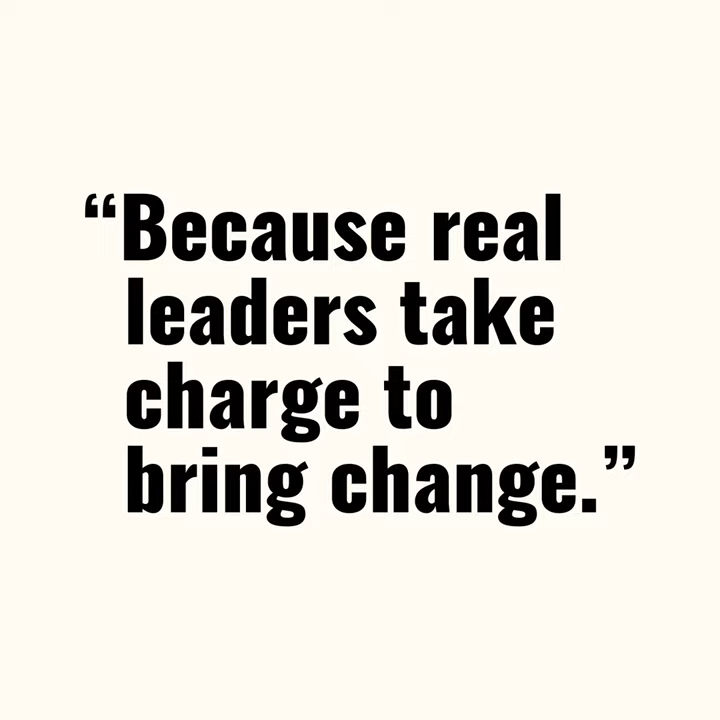 “Because real
leaders take
charge to
bring change.”